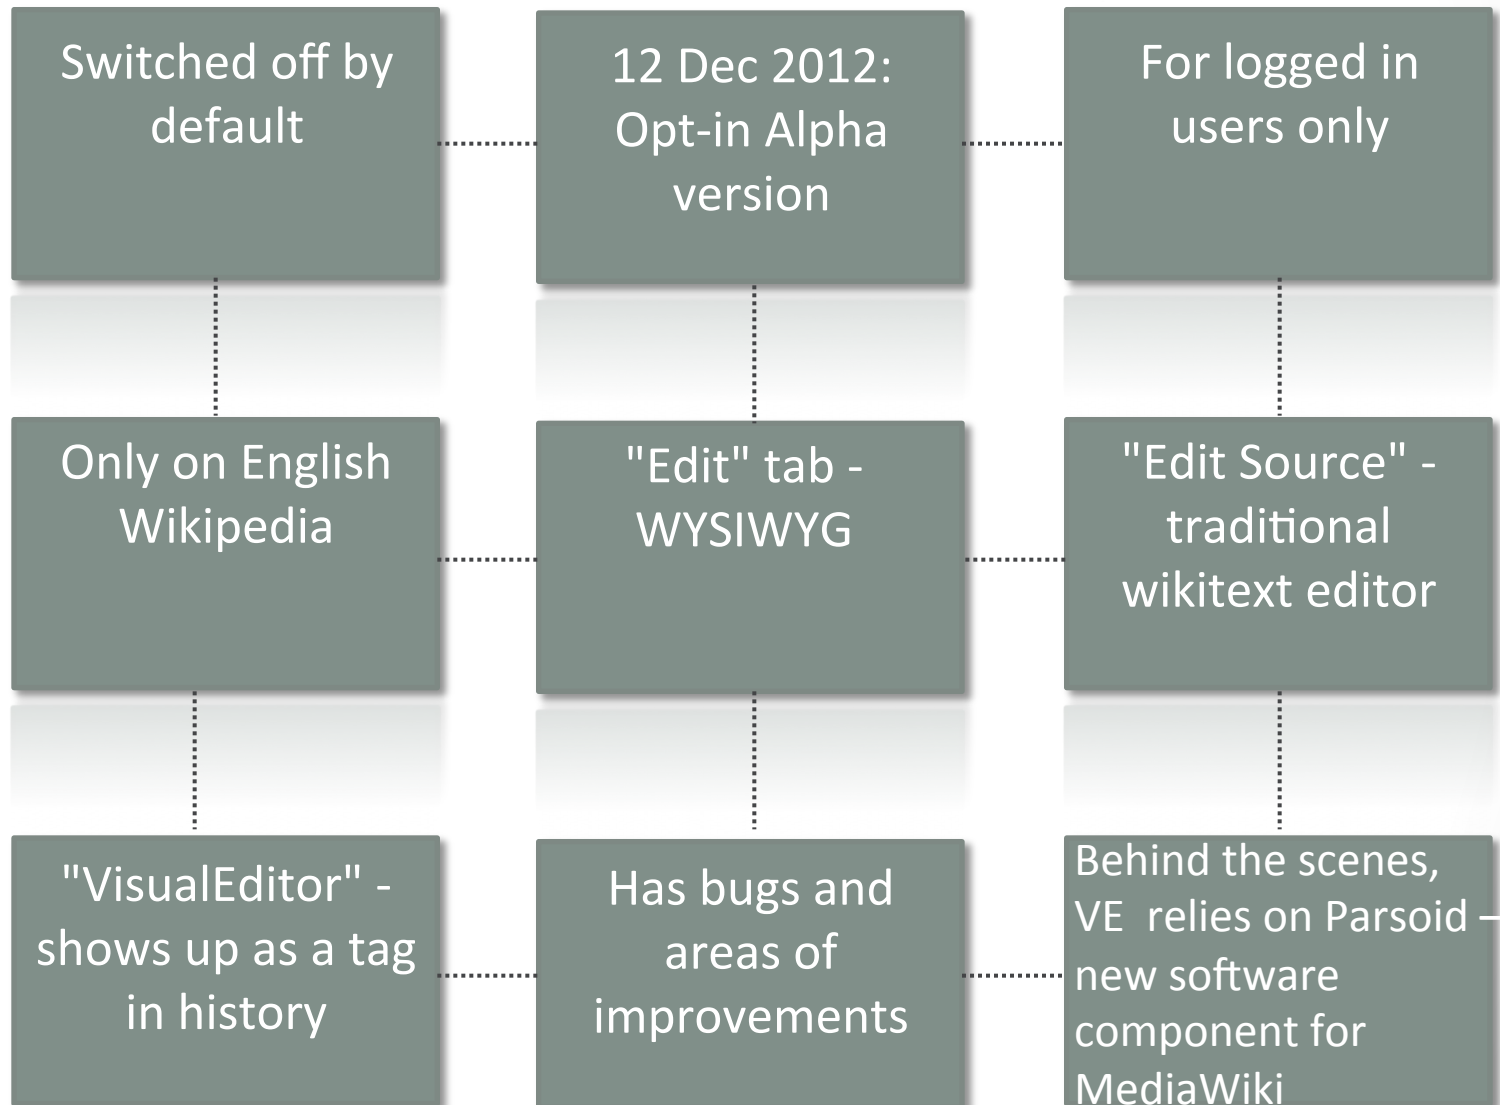 Switched off by
default
12 Dec 2012:
Opt-in Alpha
version
For logged in
users only
Only on English
Wikipedia
"Edit" tab -
WYSIWYG
"Edit Source" -
traditional
wikitext editor
"VisualEditor" -
shows up as a tag
in history
Has bugs and
areas of
improvements
Behind the scenes,
VE relies on Parsoid –
new software
component for
MediaWiki